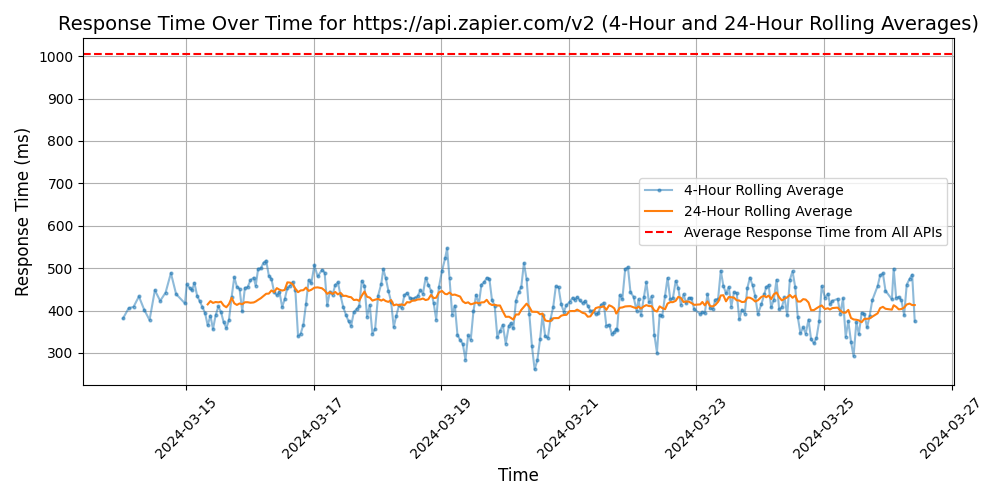 Response Time Over Time for https://api.zapier.com/v2 (4-Hour and 24-Hour Rolling Averages)
Response Time (ms)
1000
900
800
700
600
500
400
300
4-Hour Rolling Average
24-Hour Rolling Average
Average Response Time from All APIs
2024-03-15
2024-03-17
2024-03-19
2024-03-21
2024-03-23
2024-03-25
2024-03-27
Time